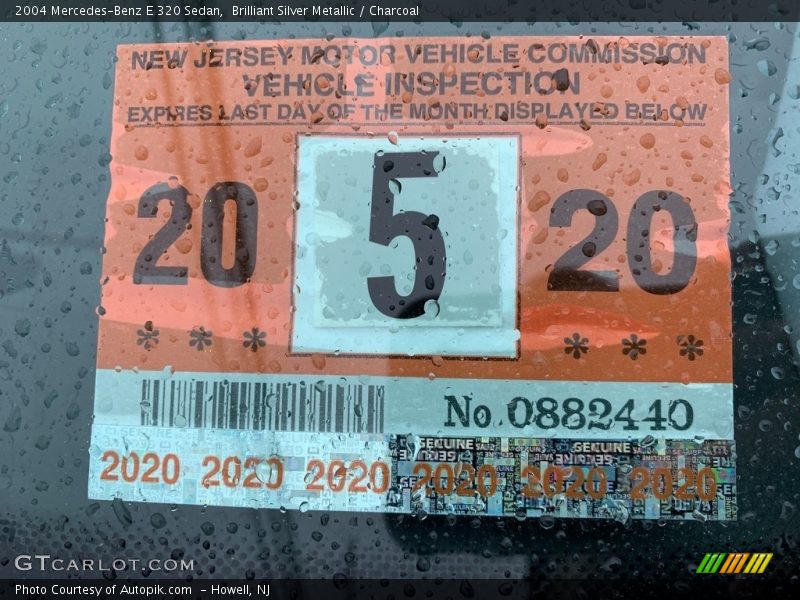 2004 Mercedes-Benz E 320 Sedan,  Brilliant Silver Metallic / Charcoal
NEW JERSEY MOTOR VEHICLE COMMISSION
VEHICLE INSPECTION
EXPIRES LAST DAY OF THE MONTH DISPLAYED BELOW
20 5 20
* * * * * *
No 0882440
SECURE SECURE
2020 2020 2020 2020 2020 2020
GTCARLOT.COM
Photo Courtesy of Autopik.com  - Howell, NJ